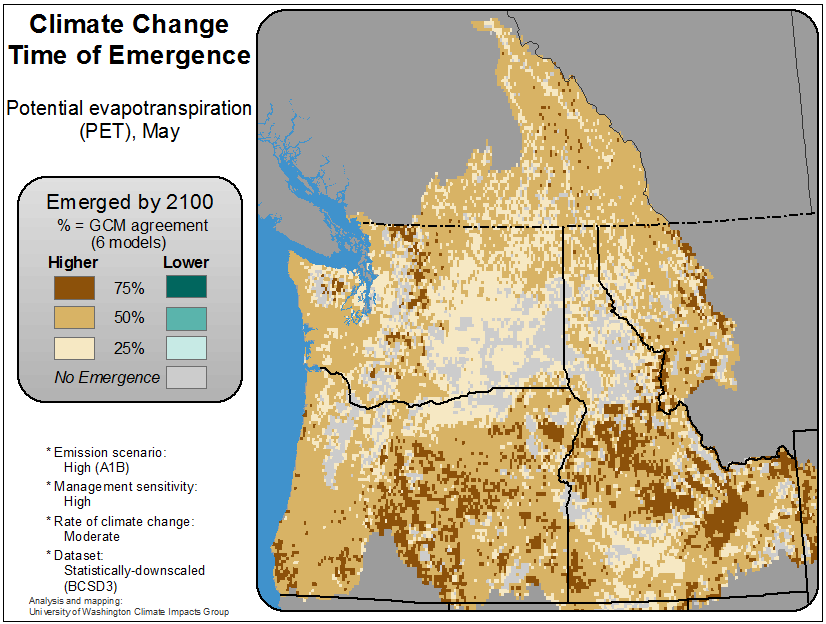 Climate Change
Time of Emergence
Potential evapotranspiration
(PET), May
Emerged by 2100
% = GCM agreement
(6 models)
Higher Lower
75%
50%
25%
No Emergence
* Emission scenario:
High (A1B)
* Management sensitivity:
High
* Rate of climate change:
Moderate
* Dataset:
Statistically-downscaled
(BCSD3)
Analysis and mapping:
University of Washington Climate Impacts Group